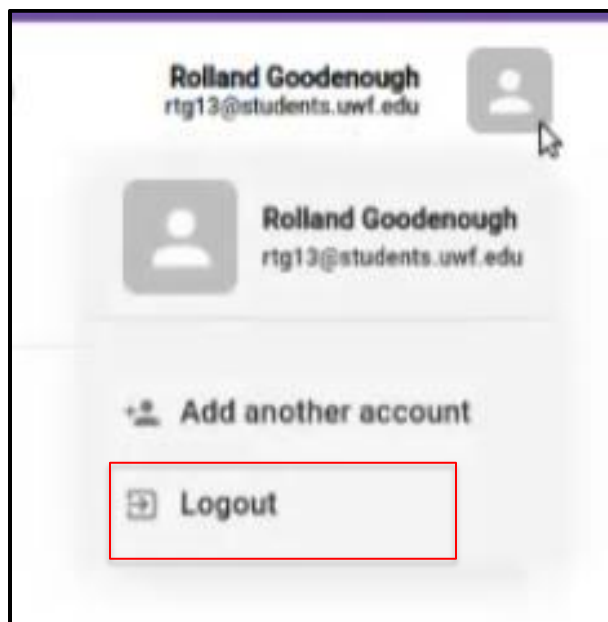 Rolland Goodenough
rtg13@students.uwf.edu
Rolland Goodenough
rtg13@students.uwf.edu
Add another account
Logout